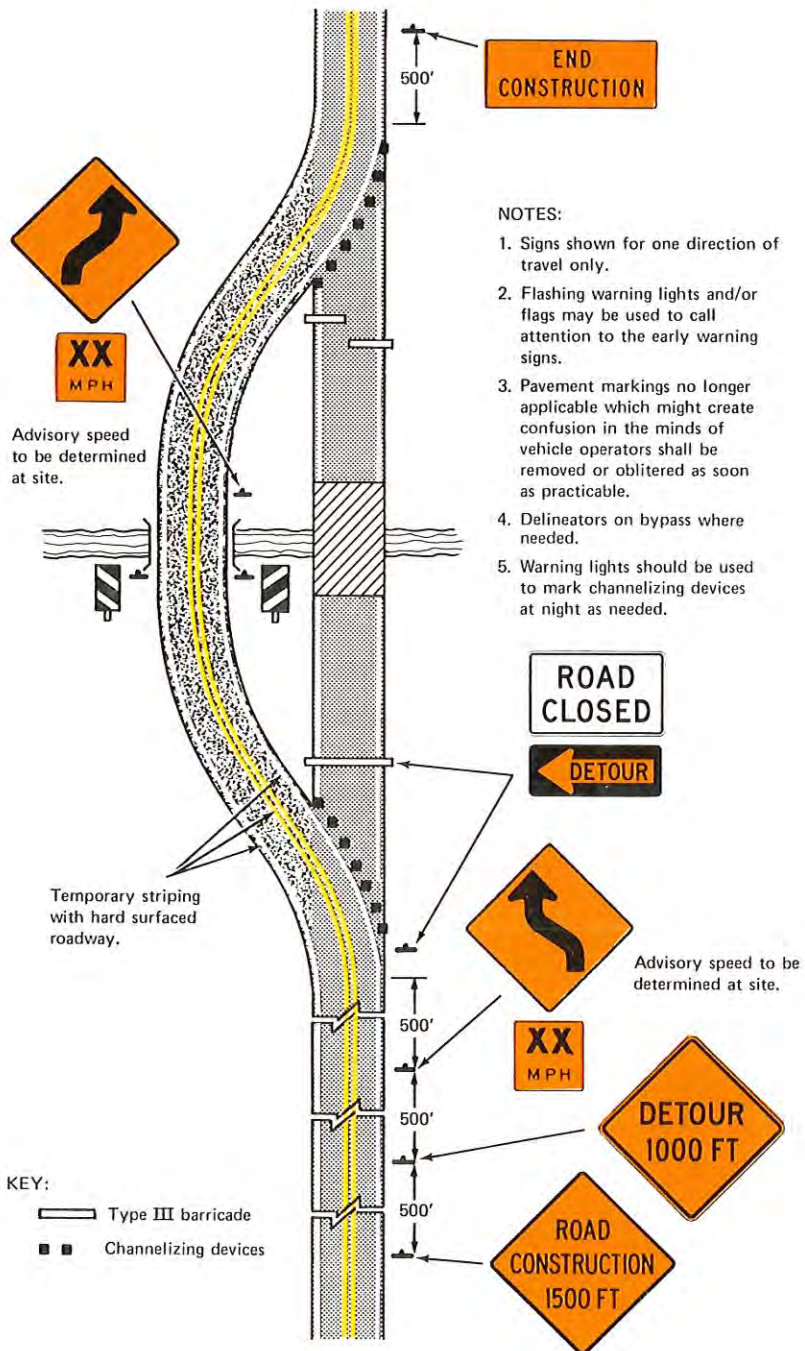 END
CONSTRUCTION
500'
XX
MPH
Advisory speed
to be determined
at site.
NOTES:
1. Signs shown for one direction of
travel only.
2. Flashing warning lights and/or
flags may be used to call
attention to the early warning
signs.
3. Pavement markings no longer
applicable which might create
confusion in the minds of
vehicle operators shall be
removed or oblitered as soon
as practicable.
4. Delineators on bypass where
needed.
5. Warning lights should be used
to mark channelizing devices
at night as needed.
ROAD
CLOSED
DETOUR
Temporary striping
with hard surfaced
roadway.
Advisory speed to be
determined at site.
500'
XX
MPH
500'
DETOUR
1000 FT
500'
ROAD
CONSTRUCTION
1500 FT
KEY:
Type III barricade
Channelizing devices